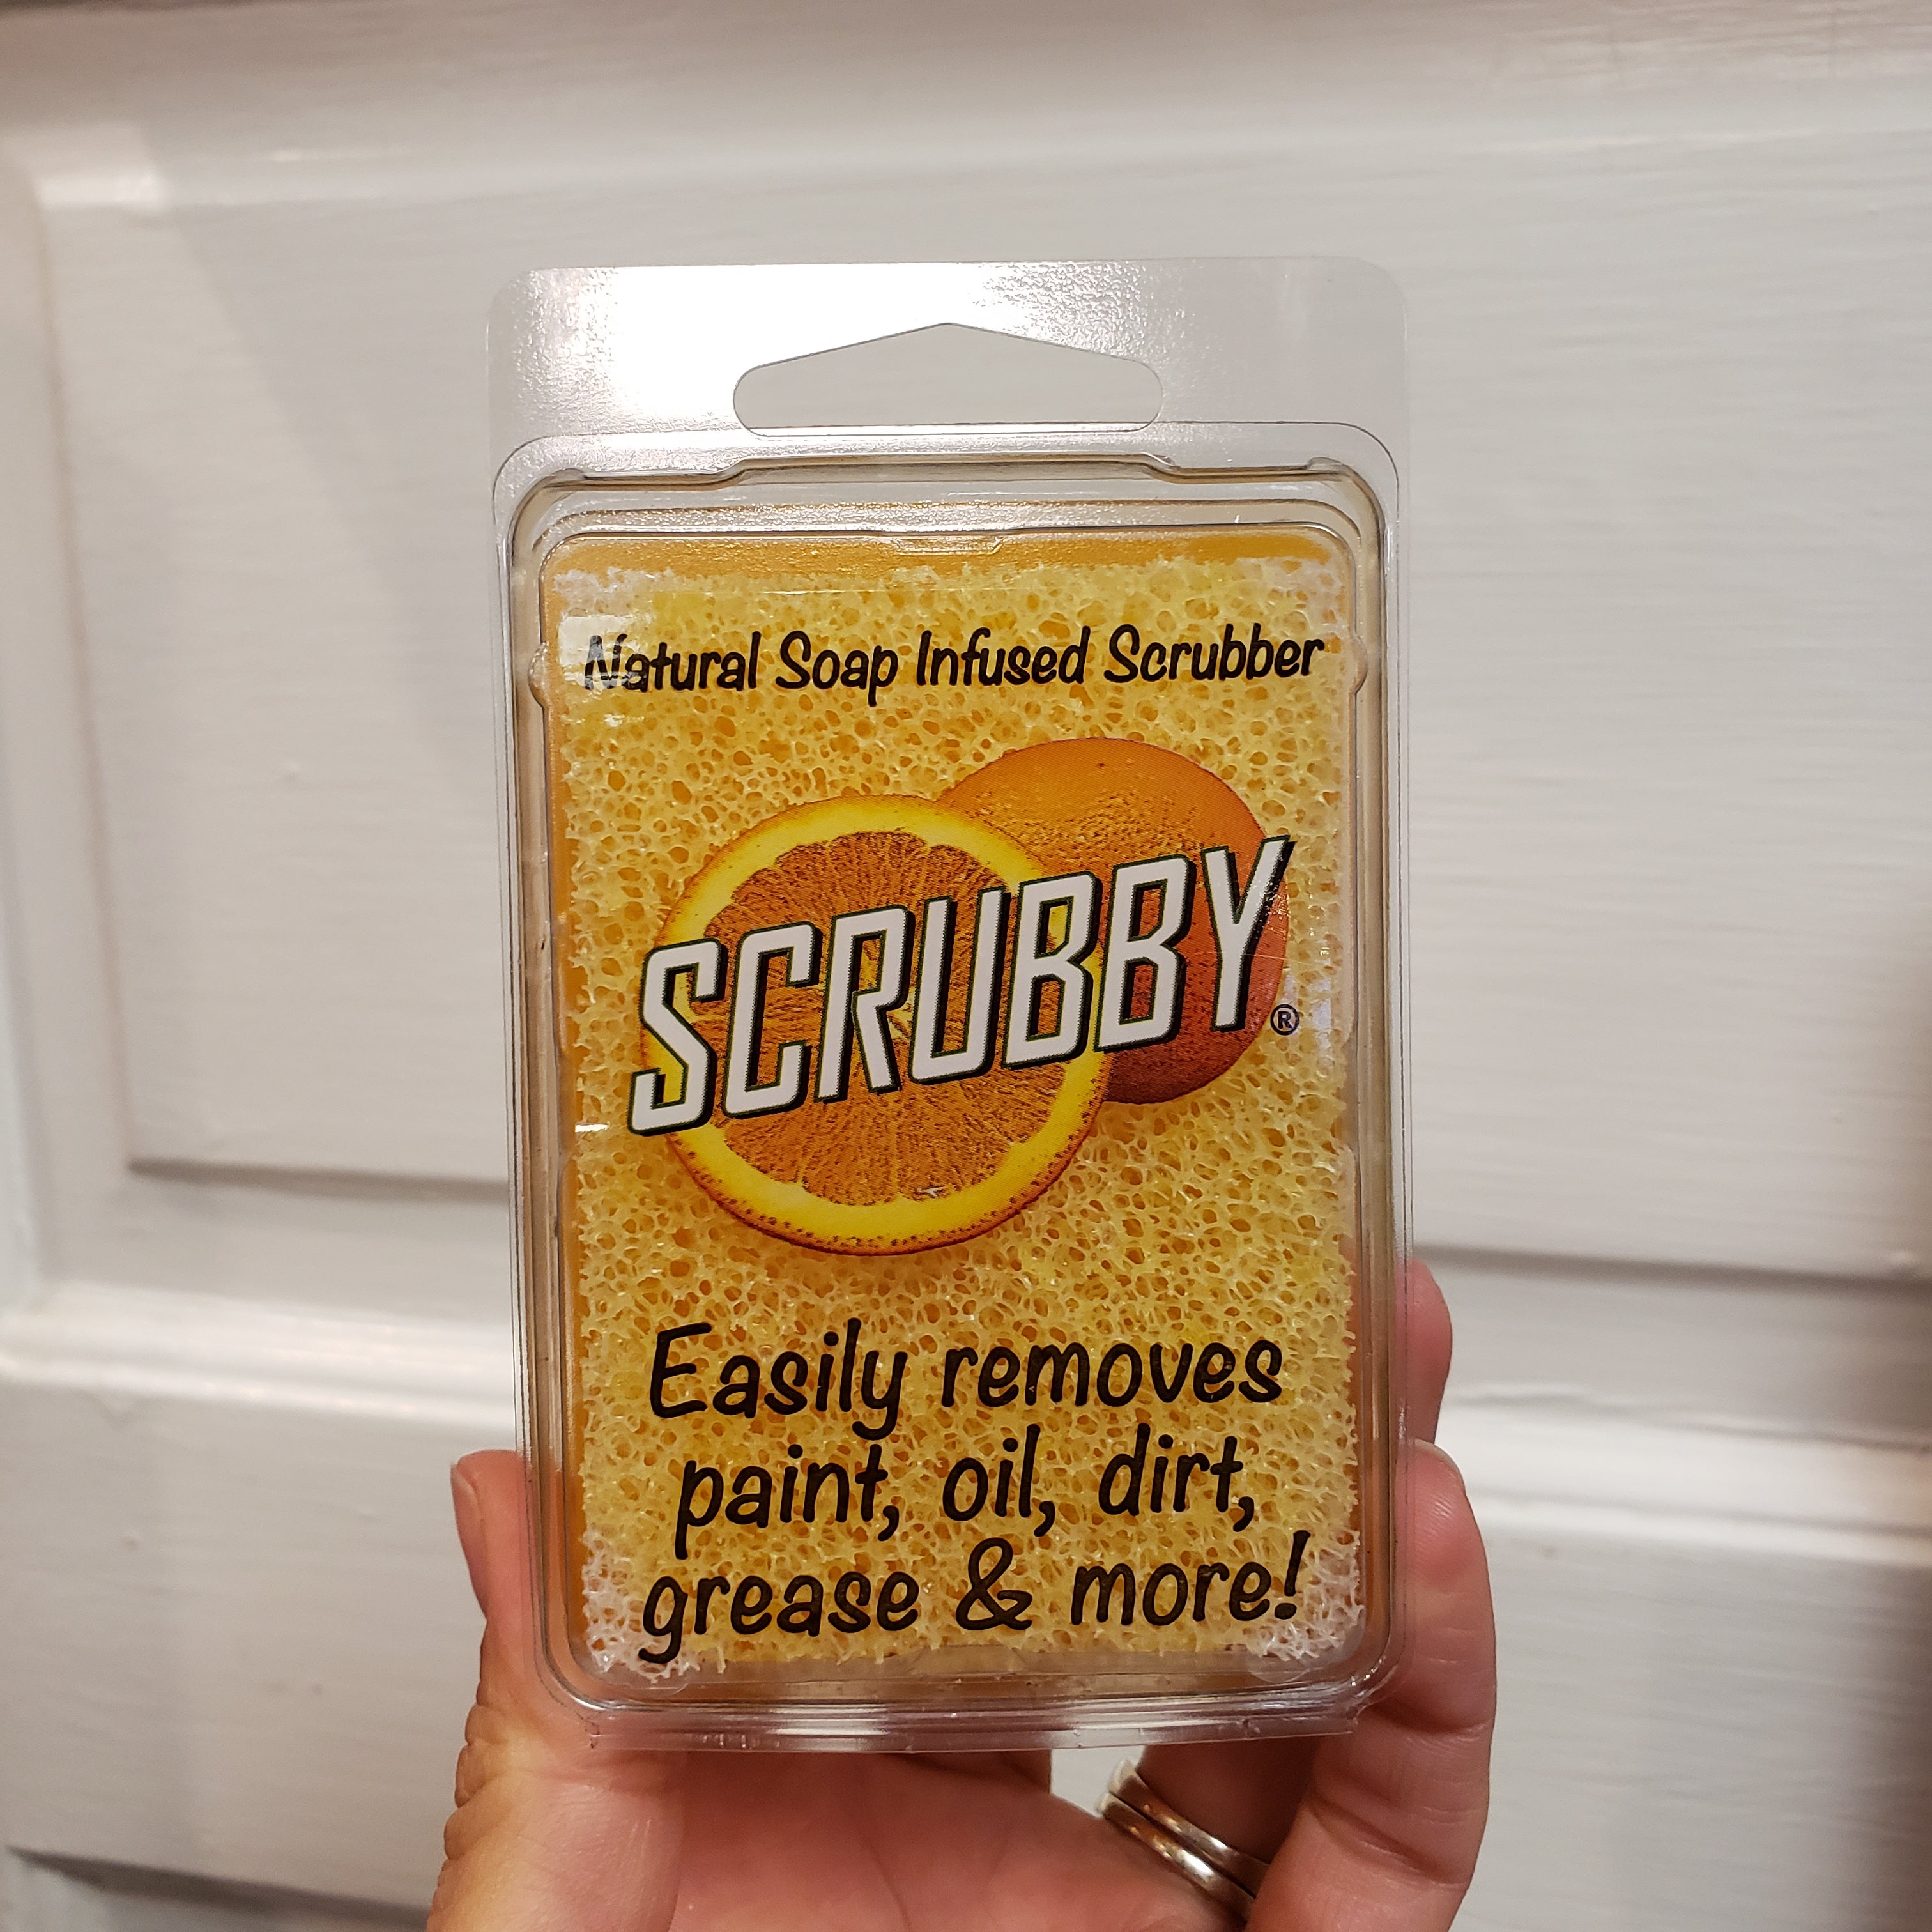 Natural Soap Infused Scrubber
SCRUBBY®
Easily removes
paint, oil, dirt,
grease & more!